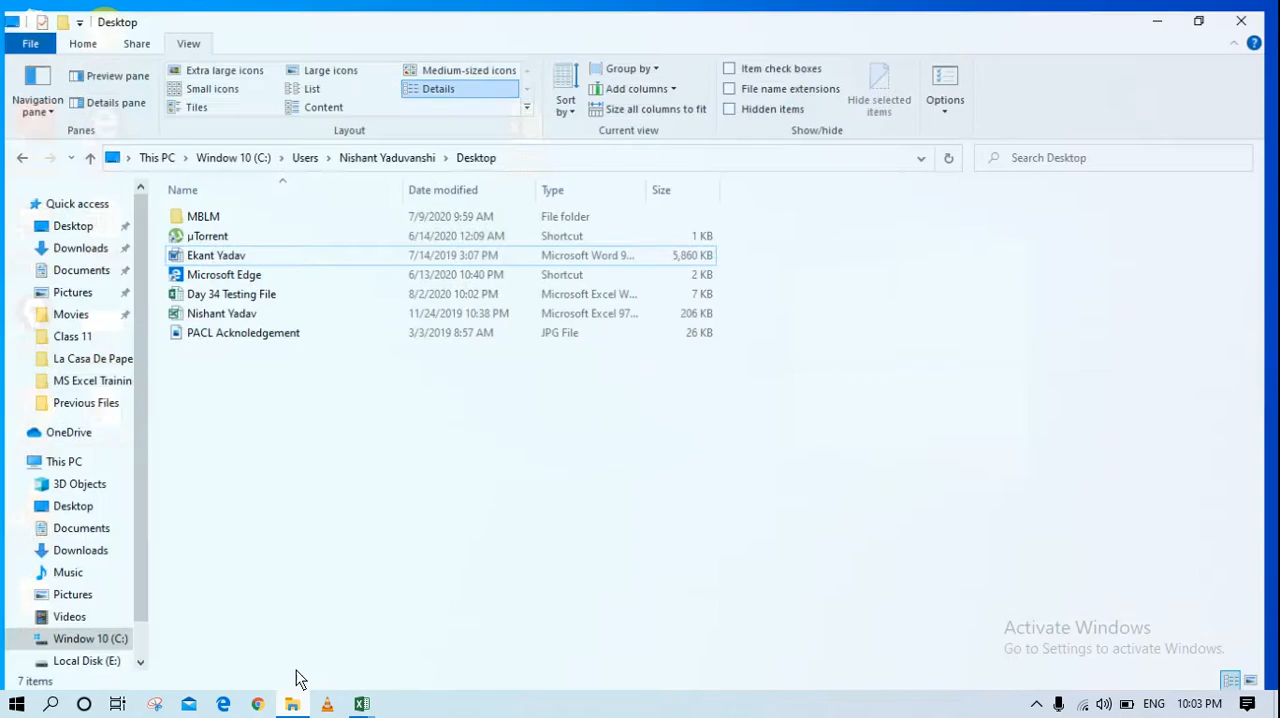 Desktop
File Home Share View
Navigation pane
Preview pane
Details pane
Panes
Extra large icons Large icons Medium-sized icons
Small icons List Details
Tiles Content
Layout
Sort by
Group by
Add columns
Size all columns to fit
Current view
Item check boxes
File name extensions
Hidden items
Hide selected items
Show/hide
Options
This PC > Window 10 (C:) > Users > Nishant Yaduvanshi > Desktop
Search Desktop
Quick access
Desktop
Downloads
Documents
Pictures
Movies
Class 11
La Casa De Pape
MS Excel Trainin
Previous Files
OneDrive
This PC
3D Objects
Desktop
Documents
Downloads
Music
Pictures
Videos
Window 10 (C:)
Local Disk (E:)
Name Date modified Type Size
MBLM 7/9/2020 9:59 AM File folder
µTorrent 6/14/2020 12:09 AM Shortcut 1 KB
Ekant Yadav 7/14/2019 3:07 PM Microsoft Word 9... 5,860 KB
Microsoft Edge 6/13/2020 10:40 PM Shortcut 2 KB
Day 34 Testing File 8/2/2020 10:02 PM Microsoft Excel W... 7 KB
Nishant Yadav 11/24/2019 10:38 PM Microsoft Excel 97... 206 KB
PACL Acknoledgement 3/3/2019 8:57 AM JPG File 26 KB
Activate Windows
Go to Settings to activate Windows.
7 items
ENG 10:03 PM